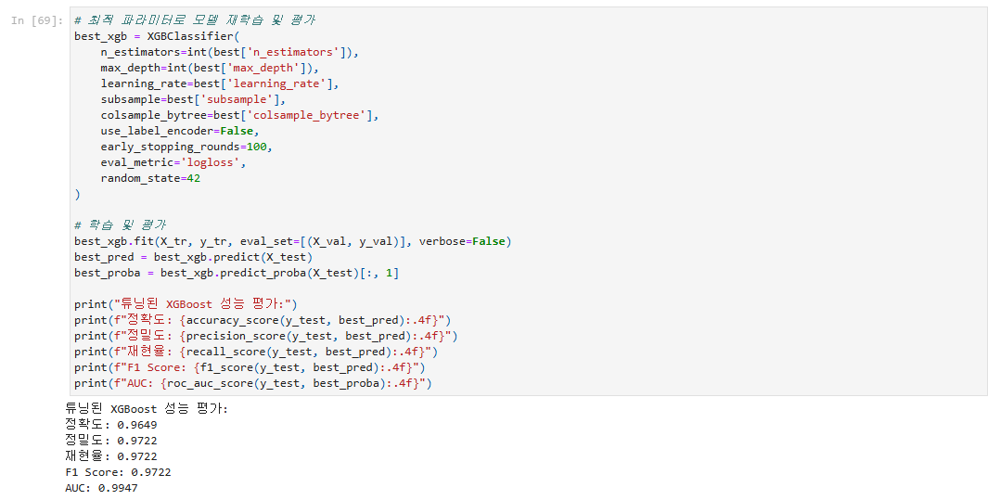 In [69]:
# 최적 파라미터로 모델 재학습 및 평가
best_xgb = XGBClassifier(
    n_estimators=int(best['n_estimators']),
    max_depth=int(best['max_depth']),
    learning_rate=best['learning_rate'],
    subsample=best['subsample'],
    colsample_bytree=best['colsample_bytree'],
    use_label_encoder=False,
    early_stopping_rounds=100,
    eval_metric='logloss',
    random_state=42
)
# 학습 및 평가
best_xgb.fit(X_tr, y_tr, eval_set=[(X_val, y_val)], verbose=False)
best_pred = best_xgb.predict(X_test)
best_proba = best_xgb.predict_proba(X_test)[:, 1]
print("튜닝된 XGBoost 성능 평가:")
print(f"정확도: {accuracy_score(y_test, best_pred):.4f}")
print(f"정밀도: {precision_score(y_test, best_pred):.4f}")
print(f"재현율: {recall_score(y_test, best_pred):.4f}")
print(f"F1 Score: {f1_score(y_test, best_pred):.4f}")
print(f"AUC: {roc_auc_score(y_test, best_proba):.4f}")
튜닝된 XGBoost 성능 평가:
정확도: 0.9649
정밀도: 0.9722
재현율: 0.9722
F1 Score: 0.9722
AUC: 0.9947